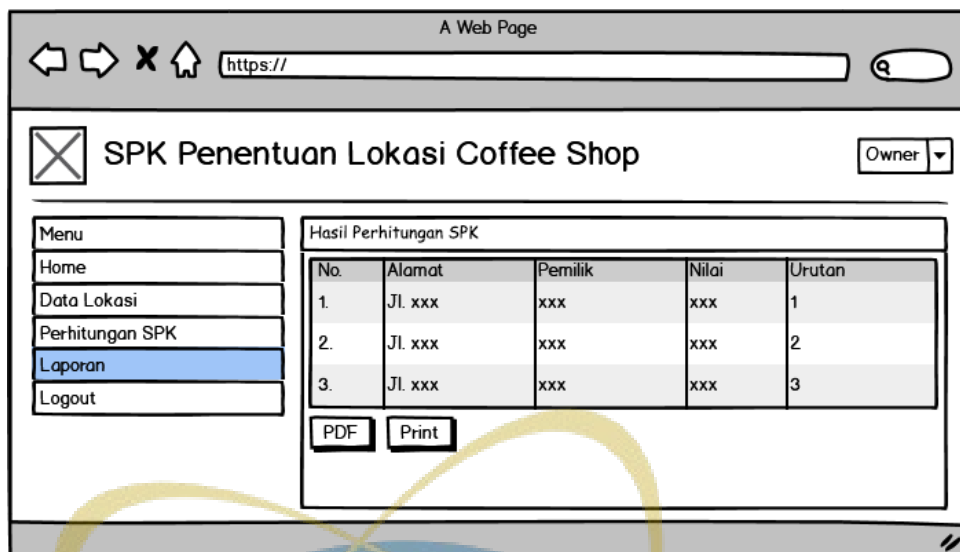 A Web Page
https://
SPK Penentuan Lokasi Coffee Shop
Owner
Menu
Home
Data Lokasi
Perhitungan SPK
Laporan
Logout
Hasil Perhitungan SPK
No. Alamat Pemilik Nilai Urutan
1. Jl. xxx xxx xxx 1
2. Jl. xxx xxx xxx 2
3. Jl. xxx xxx xxx 3
PDF Print